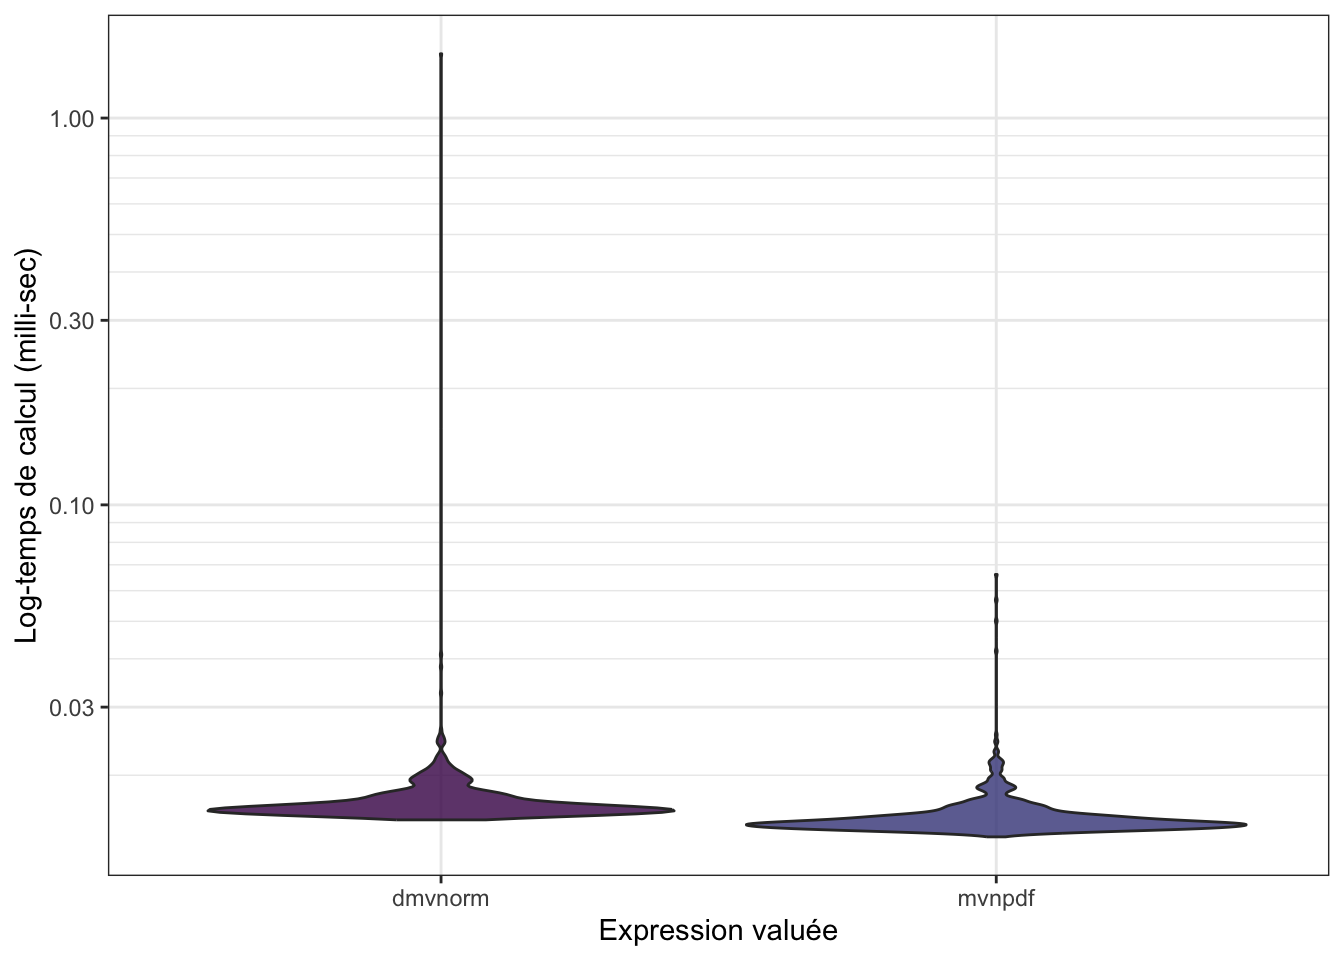 Log-temps de calcul (milli-sec)
1.00
0.30
0.10
0.03
dmvnorm
mvnpdf
Expression valuée